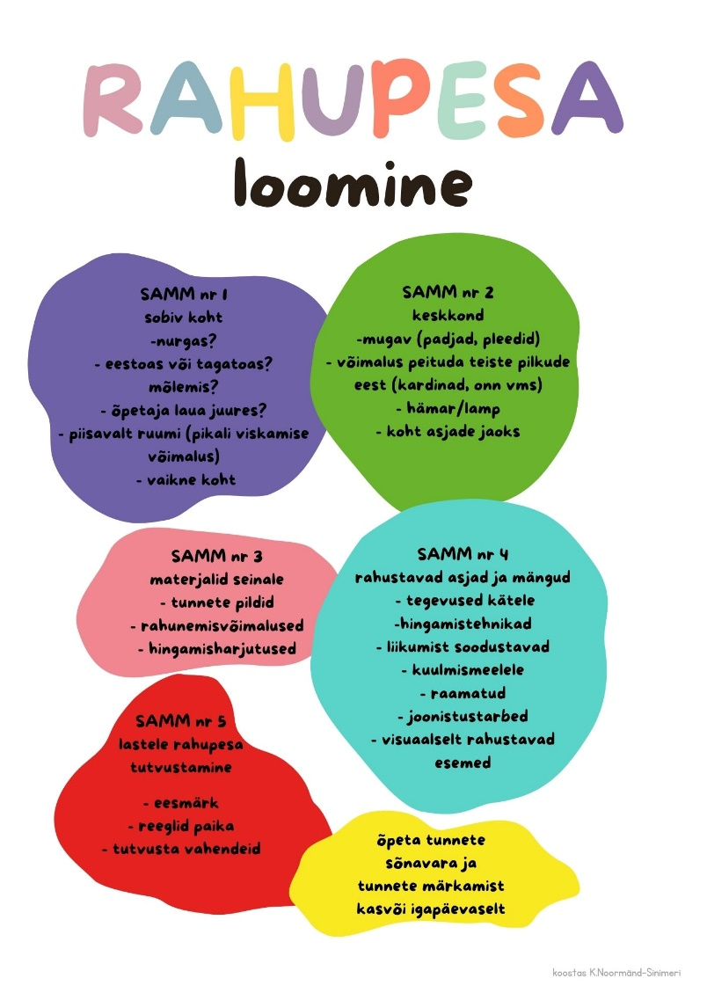 RAHUPESA
loomine
SAMM nr 1
sobiv koht
-nurgas?
- eestoas või tagatoas?
mõlemis?
- õpetaja laua juures?
- piisavalt ruumi (pikali viskamise
võimalus)
- vaikne koht
SAMM nr 2
keskkond
-mugav (padjad, pleedid)
- võimalus peituda teiste pilkude
eest (kardinad, onn vms)
- hämar/lamp
- koht asjade jaoks
SAMM nr 3
materjalid seinale
- tunnete pildid
- rahunemisvõimalused
- hingamisharjutused
SAMM nr 4
rahustavad asjad ja mängud
- tegevused kätele
-hingamistehnikad
- liikumist soodustavad
- kuulmismeelele
- raamatud
- joonistustarbed
- visuaalselt rahustavad
esemed
SAMM nr 5
lastele rahupesa
tutvustamine
- eesmärk
- reeglid paika
- tutvusta vahendeid
õpeta tunnete
sõnavara ja
tunnete märkamist
kasvõi igapäevaselt
koostas K.Noormänd-Sinimeri